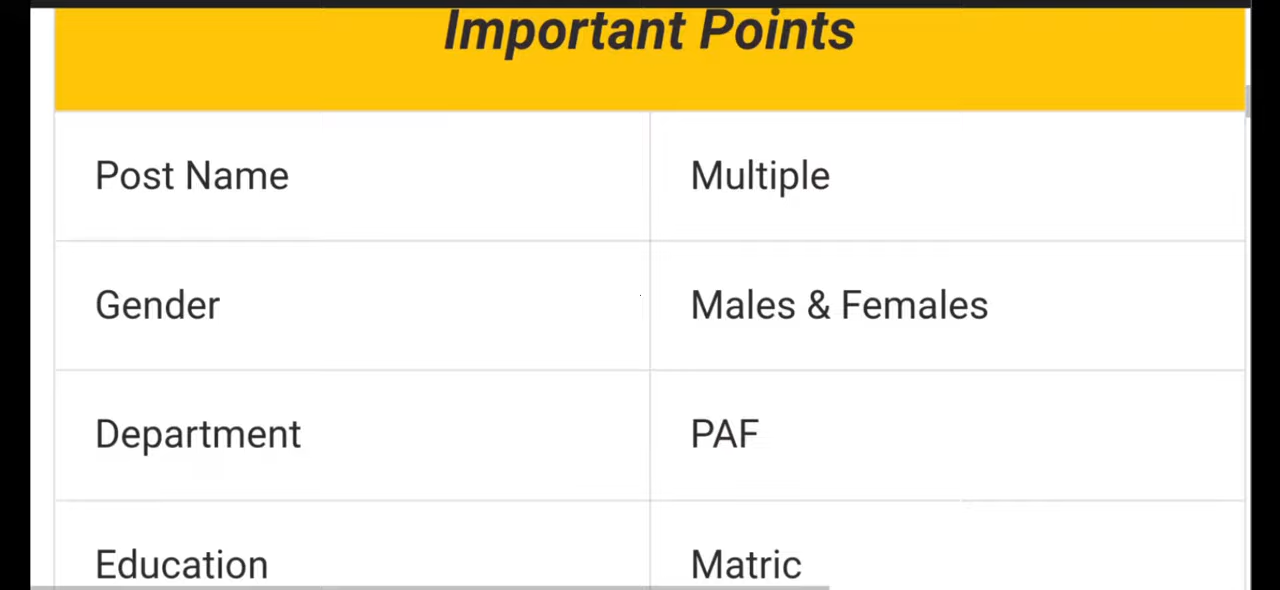 Important Points
Post Name Multiple
Gender Males & Females
Department PAF
Education Matric